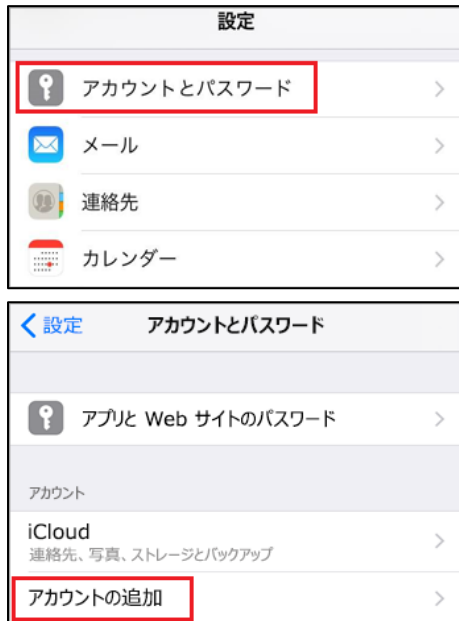 設定
アカウントとパスワード
メール
連絡先
カレンダー
設定
アカウントとパスワード
アプリと Web サイトのパスワード
アカウント
iCloud
連絡先、写真、ストレージとバックアップ
アカウントの追加